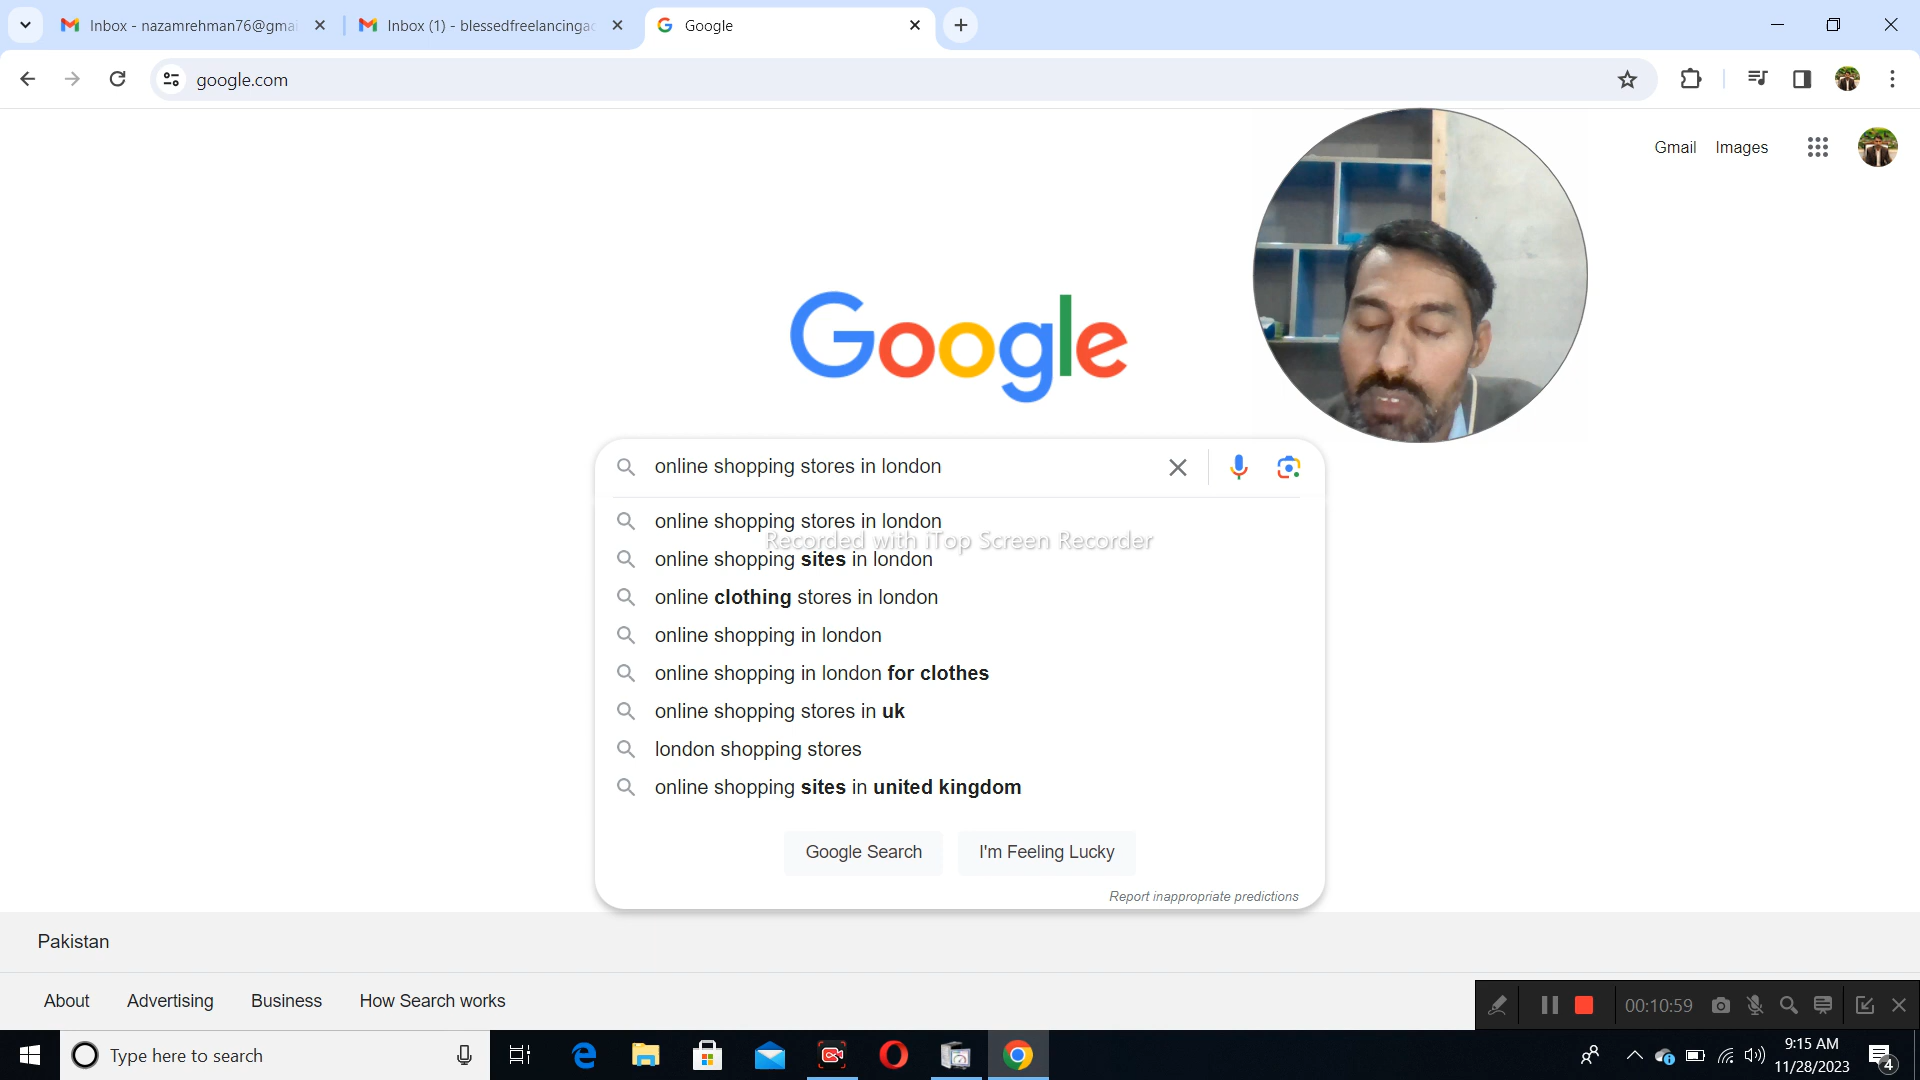 Inbox - nazamrehman76@gmai
Inbox (1) - blessedfreelancingac
Google
google.com
Gmail
Images
Google
online shopping stores in london
online shopping stores in london
Recorded with iTop Screen Recorder
online shopping sites in london
online clothing stores in london
online shopping in london
online shopping in london for clothes
online shopping stores in uk
london shopping stores
online shopping sites in united kingdom
Google Search
I'm Feeling Lucky
Report inappropriate predictions
Pakistan
About
Advertising
Business
How Search works
00:10:59
Type here to search
9:15 AM
11/28/2023
4